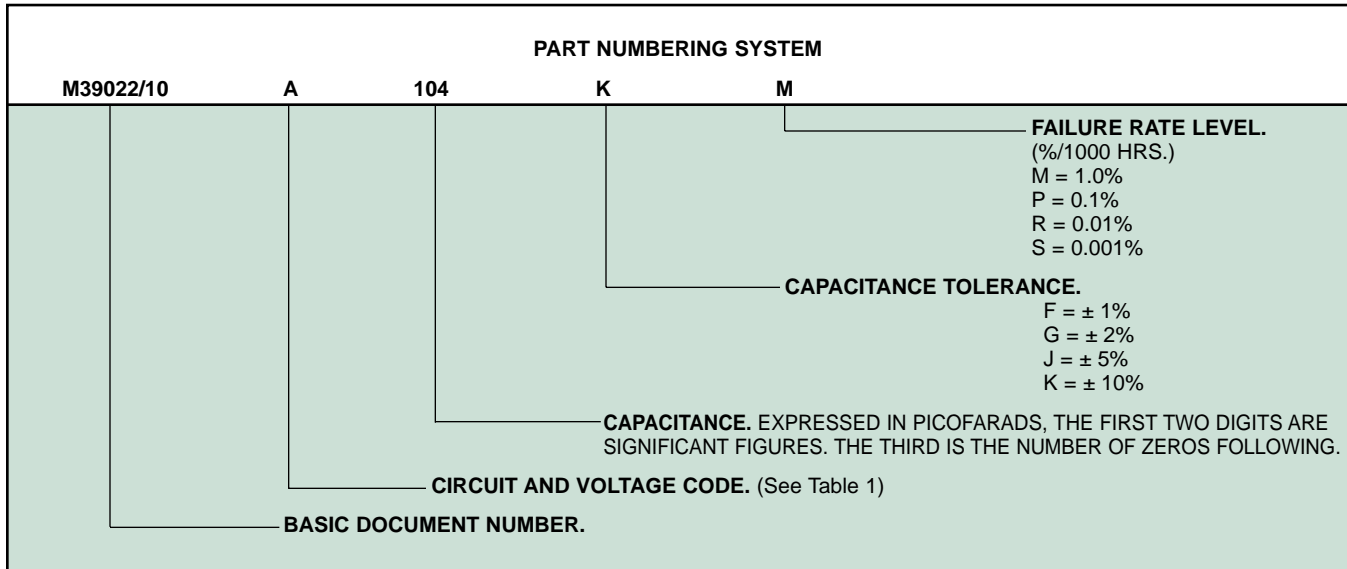 PART NUMBERING SYSTEM
M39022/10 A 104 K M
FAILURE RATE LEVEL.
(%/1000 HRS.)
M = 1.0%
P = 0.1%
R = 0.01%
S = 0.001%
CAPACITANCE TOLERANCE.
F = ± 1%
G = ± 2%
J = ± 5%
K = ± 10%
CAPACITANCE. EXPRESSED IN PICOFARADS, THE FIRST TWO DIGITS ARE
SIGNIFICANT FIGURES. THE THIRD IS THE NUMBER OF ZEROS FOLLOWING.
CIRCUIT AND VOLTAGE CODE. (See Table 1)
BASIC DOCUMENT NUMBER.